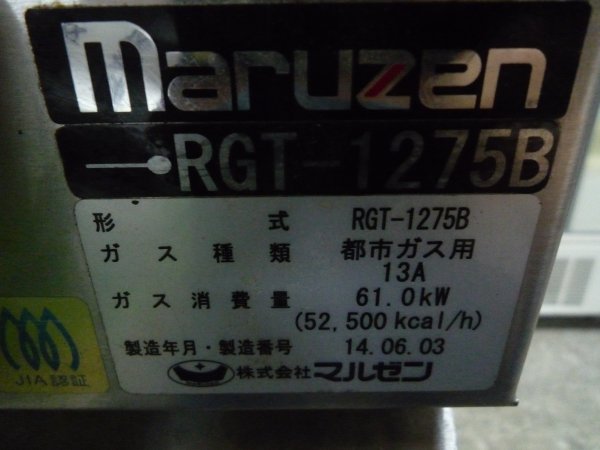 maruzen
RGT-1275B
形式 RGT-1275B
ガス種類 都市ガス用
13A
ガス消費量 61.0kW
(52,500kcal/h)
製造年月・製造番号 14.06.03
株式会社マルゼン
JIA認証